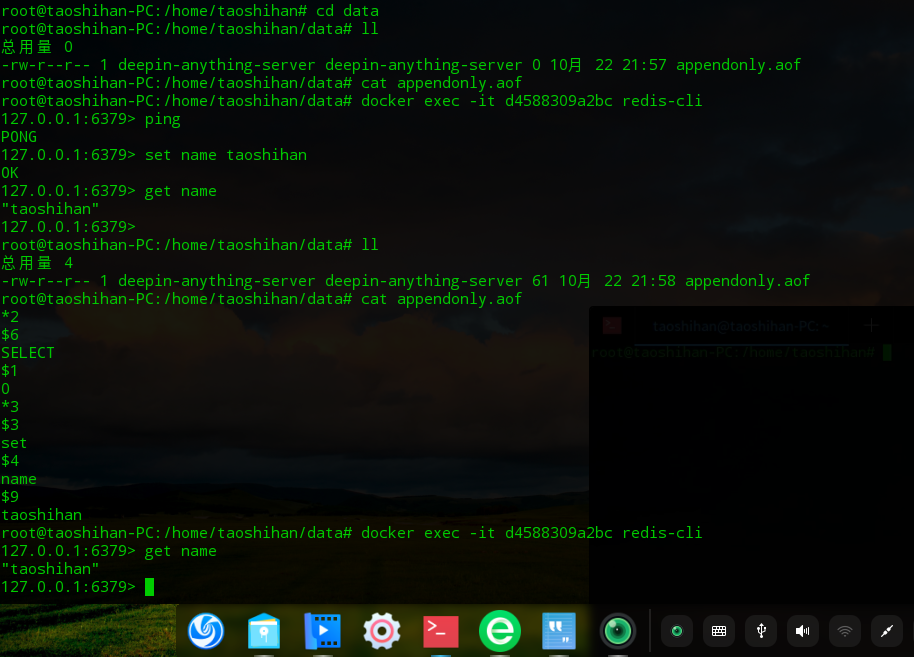 root@taoshihan-PC:/home/taoshihan# cd data
root@taoshihan-PC:/home/taoshihan/data# ll
总用量 0
-rw-r--r-- 1 deepin-anything-server deepin-anything-server 0 10月 22 21:57 appendonly.aof
root@taoshihan-PC:/home/taoshihan/data# cat appendonly.aof
root@taoshihan-PC:/home/taoshihan/data# docker exec -it d4588309a2bc redis-cli
127.0.0.1:6379> ping
PONG
127.0.0.1:6379> set name taoshihan
OK
127.0.0.1:6379> get name
"taoshihan"
127.0.0.1:6379>
root@taoshihan-PC:/home/taoshihan/data# ll
总用量 4
-rw-r--r-- 1 deepin-anything-server deepin-anything-server 61 10月 22 21:58 appendonly.aof
root@taoshihan-PC:/home/taoshihan/data# cat appendonly.aof
*2
$6
SELECT
$1
0
*3
$3
set
$4
name
$9
taoshihan
root@taoshihan-PC:/home/taoshihan/data# docker exec -it d4588309a2bc redis-cli
127.0.0.1:6379> get name
"taoshihan"
127.0.0.1:6379>
taoshihan@taoshihan-PC: ~
root@taoshihan-PC:/home/taoshihan#